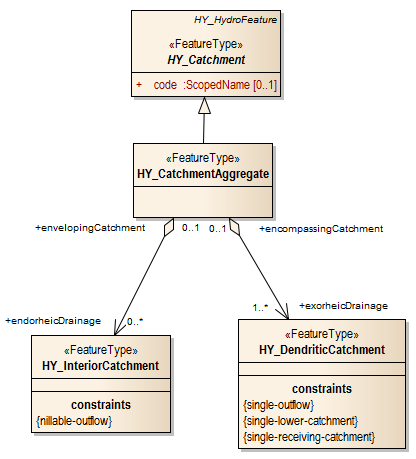 HY_HydroFeature
«FeatureType»
HY_Catchment
+ code :ScopedName [0..1]
«FeatureType»
HY_CatchmentAggregate
+envelopingCatchment 0..1 0..1 +encompassingCatchment
+endorheicDrainage 0..* 1..* +exorheicDrainage
«FeatureType»
HY_InteriorCatchment
constraints
{nillable-outflow}
«FeatureType»
HY_DendriticCatchment
constraints
{single-outflow}
{single-lower-catchment}
{single-receiving-catchment}